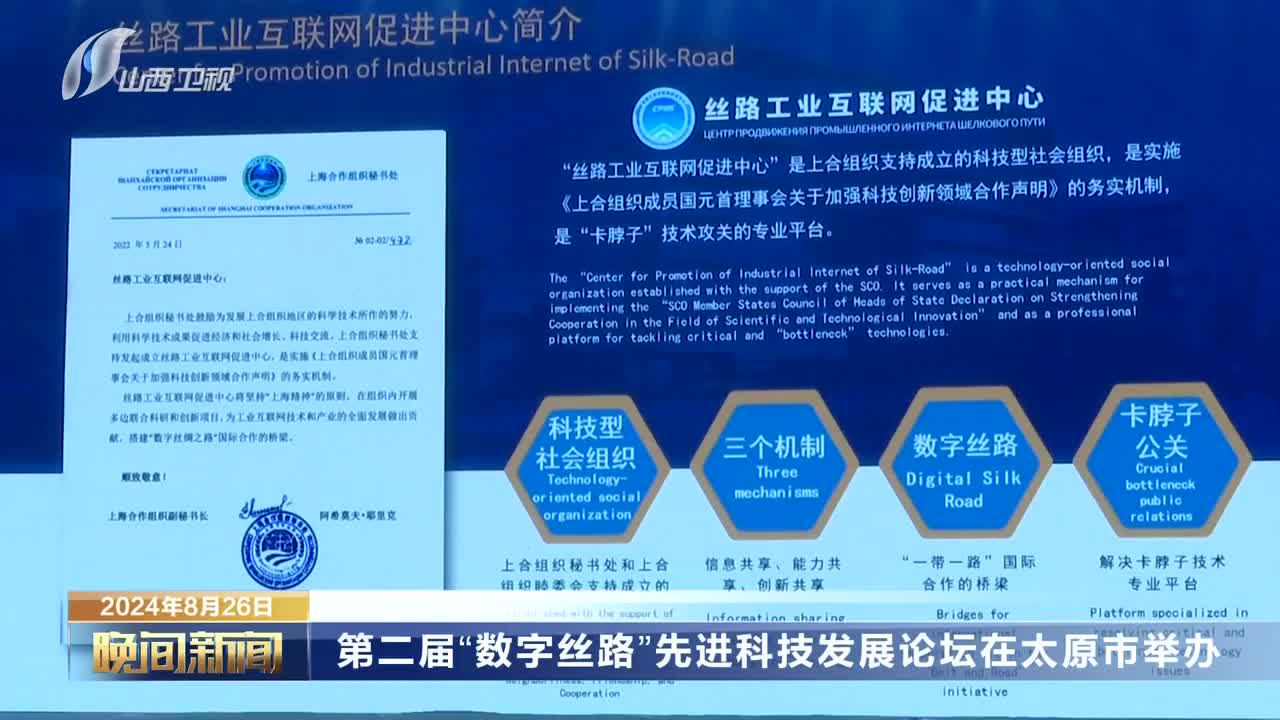 丝路工业互联网促进中心简介
Promotion of Industrial Internet of Silk-Road
山西卫视
丝路工业互联网促进中心
ЦЕНТР ПРОДВИЖЕНИЯ ПРОМЫШЛЕННОГО ИНТЕРНЕТА ШЕЛКОВОГО ПУТИ
“丝路工业互联网促进中心”是上合组织支持成立的科技型社会组织，是实施
《上合组织成员国元首理事会关于加强科技创新领域合作声明》的务实机制，
是“卡脖子”技术攻关的专业平台。
The “Center for Promotion of Industrial Internet of Silk-Road” is a technology-oriented social
organization established with the support of the SCO. It serves as a practical mechanism for
implementing the “SCO Member States Council of Heads of State Declaration on Strengthening
Cooperation in the Field of Scientific and Technological Innovation” and as a professional
platform for tackling critical and “bottleneck” technologies.
СЕКРЕТАРИАТ
ШАНХАЙСКОЙ ОРГАНИЗАЦИИ
СОТРУДНИЧЕСТВА
上海合作组织秘书处
SECRETARIAT OF SHANGHAI COOPERATION ORGANIZATION
2022 年 5 月 24 日
№ 02-02/472
丝路工业互联网促进中心：
上合组织秘书处鼓励为发展上合组织地区的科学技术所作的努力，
利用科学技术成果促进经济和社会增长、科技交流，上合组织秘书处支
持发起成立丝路工业互联网促进中心，是实施《上合组织成员国元首理
事会关于加强科技创新领域合作声明》的务实机制。
丝路工业互联网促进中心将坚持“上海精神”的原则，在组织内开展
多边联合科研和创新项目，为工业互联网技术和产业的全面发展做出贡
献，搭建“数字丝绸之路”国际合作的桥梁。
顺致敬意！
上海合作组织副秘书长
阿希莫夫·耶里克
科技型
社会组织
Technology-
oriented social
organization
三个机制
Three
mechanisms
数字丝路
Digital Silk
Road
卡脖子
公关
Crucial
bottleneck
public
relations
上合组织秘书处和上合
组织睦委会支持成立的
信息共享、能力共
享、创新共享
Information sharing
“一带一路”国际
合作的桥梁
Bridges for
initiative
解决卡脖子技术
专业平台
Platform specialized in
issues
Cooperation
2024年8月26日
晚间新闻
第二届“数字丝路”先进科技发展论坛在太原市举办